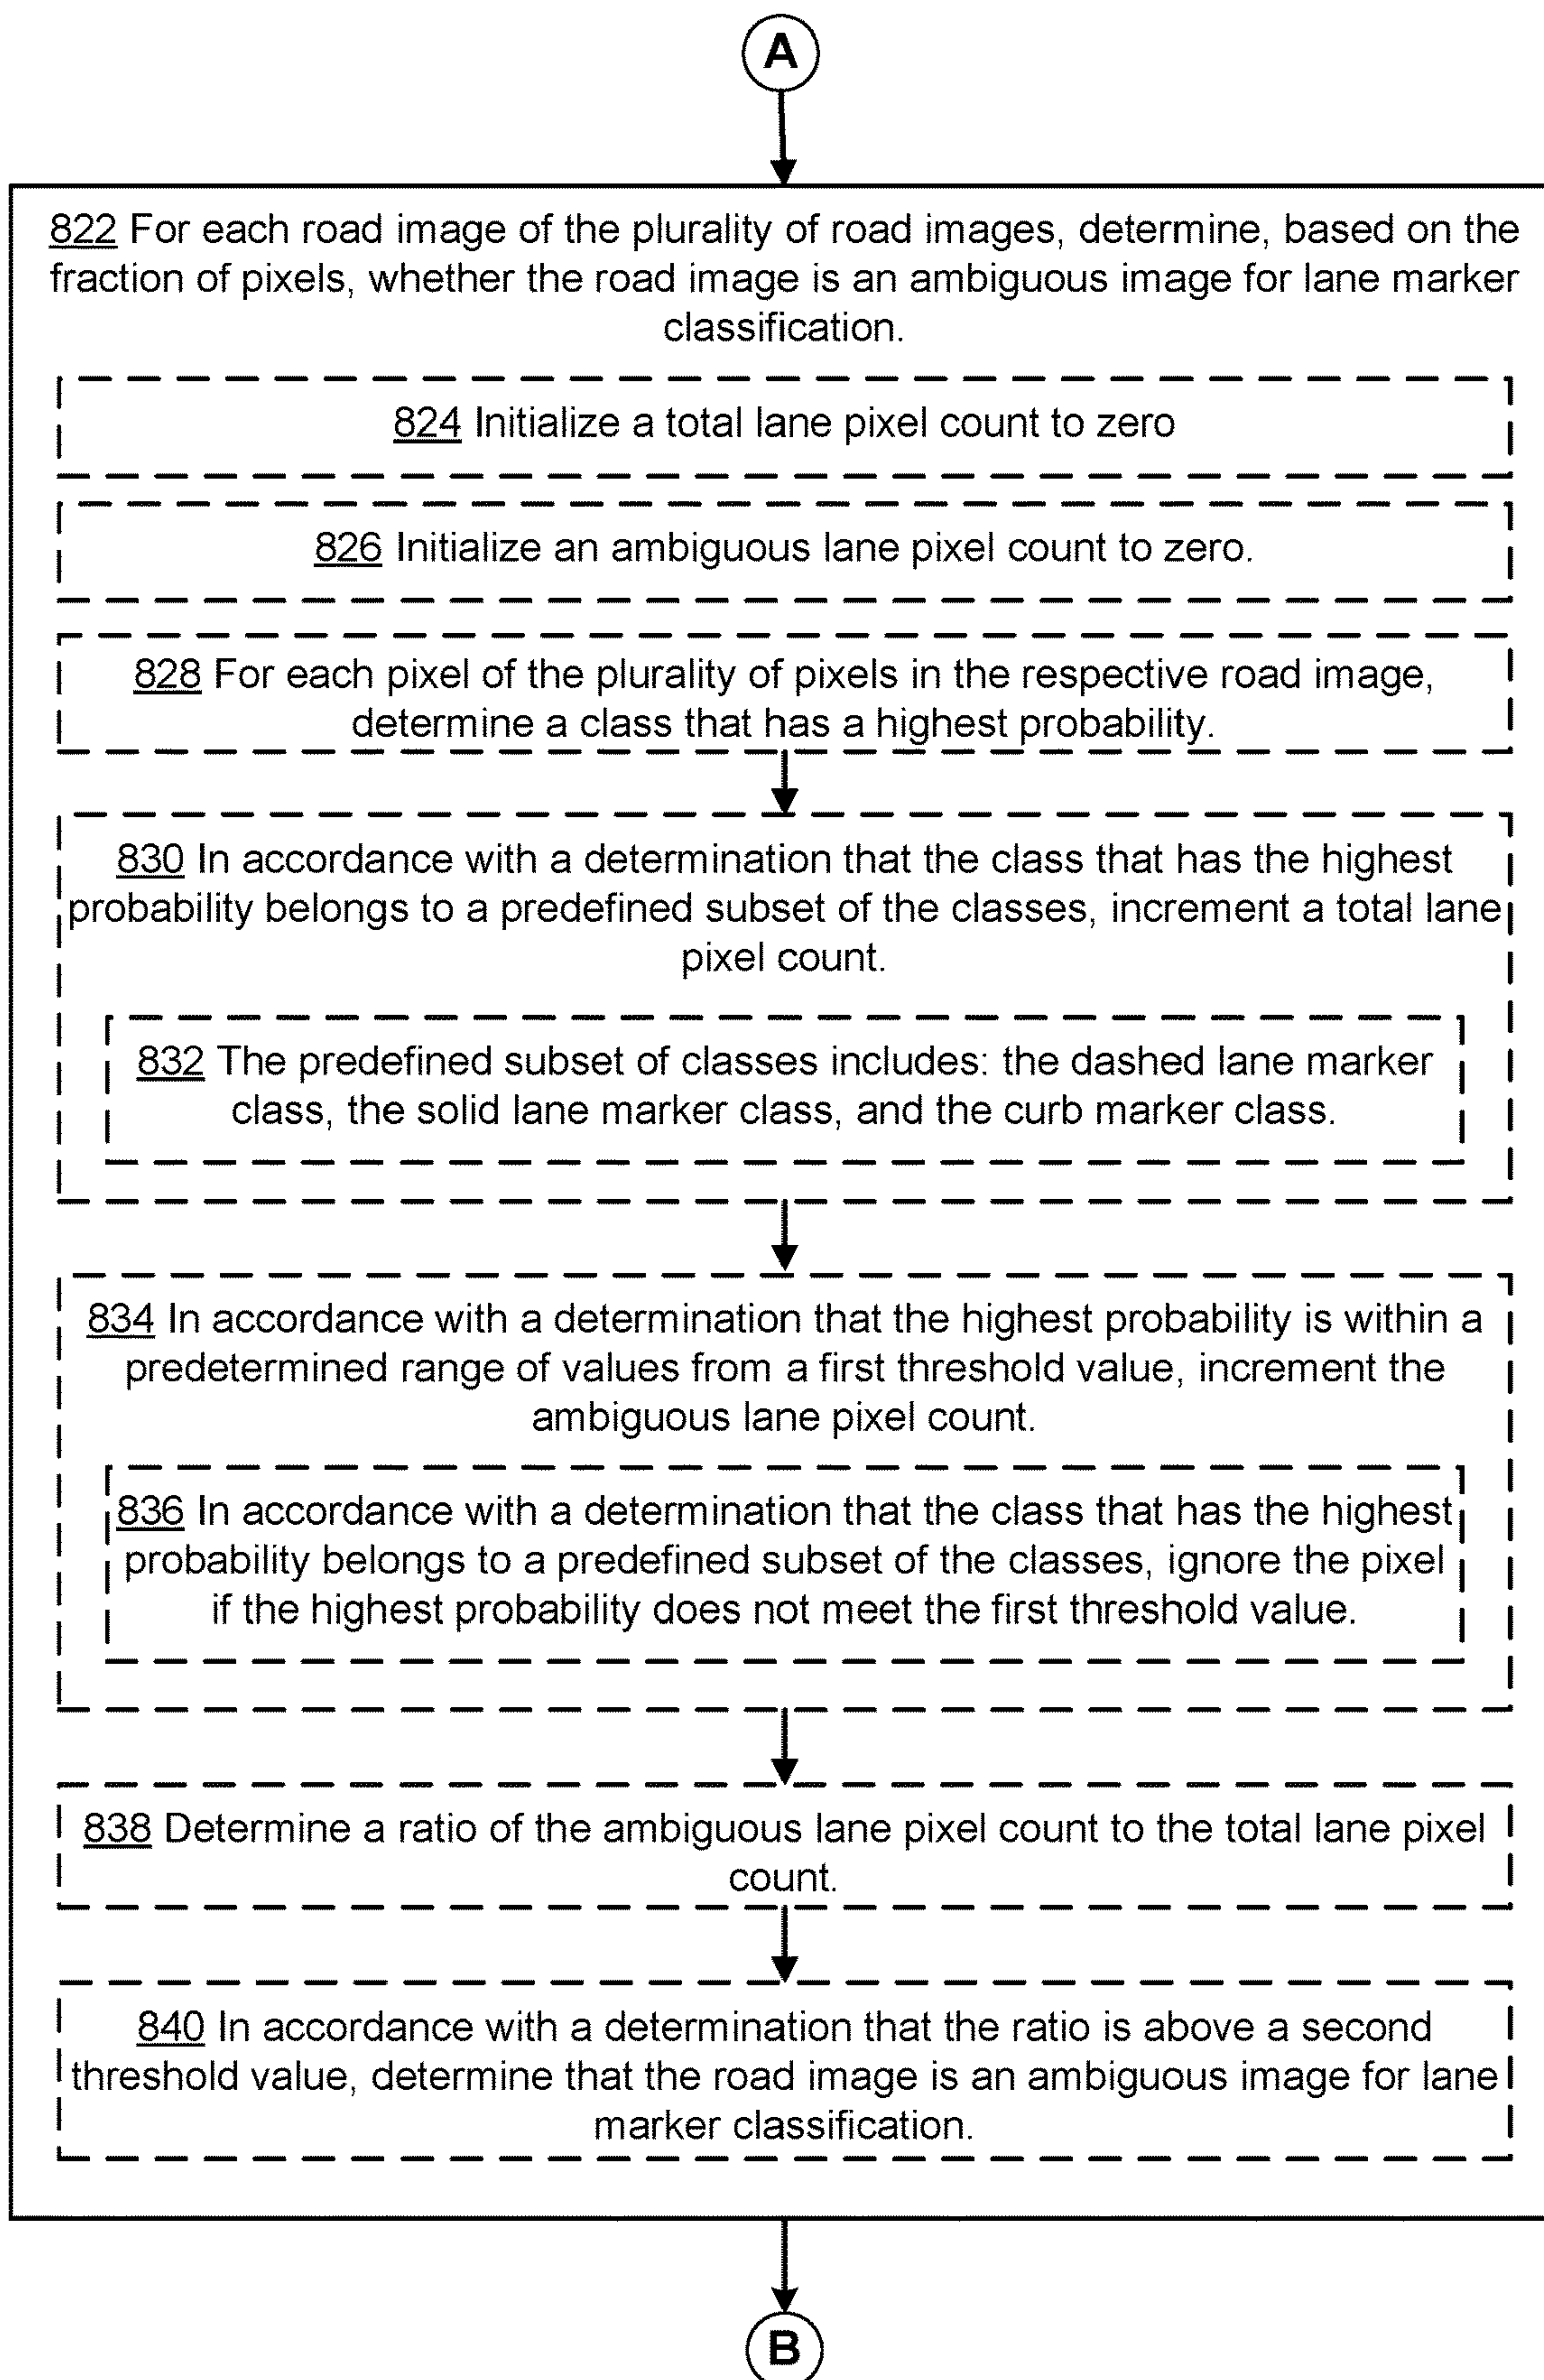 A
822 For each road image of the plurality of road images, determine, based on the
fraction of pixels, whether the road image is an ambiguous image for lane marker
classification.
824 Initialize a total lane pixel count to zero
826 Initialize an ambiguous lane pixel count to zero.
828 For each pixel of the plurality of pixels in the respective road image,
determine a class that has a highest probability.
830 In accordance with a determination that the class that has the highest
probability belongs to a predefined subset of the classes, increment a total lane
pixel count.
832 The predefined subset of classes includes: the dashed lane marker
class, the solid lane marker class, and the curb marker class.
834 In accordance with a determination that the highest probability is within a
predetermined range of values from a first threshold value, increment the
ambiguous lane pixel count.
836 In accordance with a determination that the class that has the highest
probability belongs to a predefined subset of the classes, ignore the pixel
if the highest probability does not meet the first threshold value.
838 Determine a ratio of the ambiguous lane pixel count to the total lane pixel
count.
840 In accordance with a determination that the ratio is above a second
threshold value, determine that the road image is an ambiguous image for lane
marker classification.
B